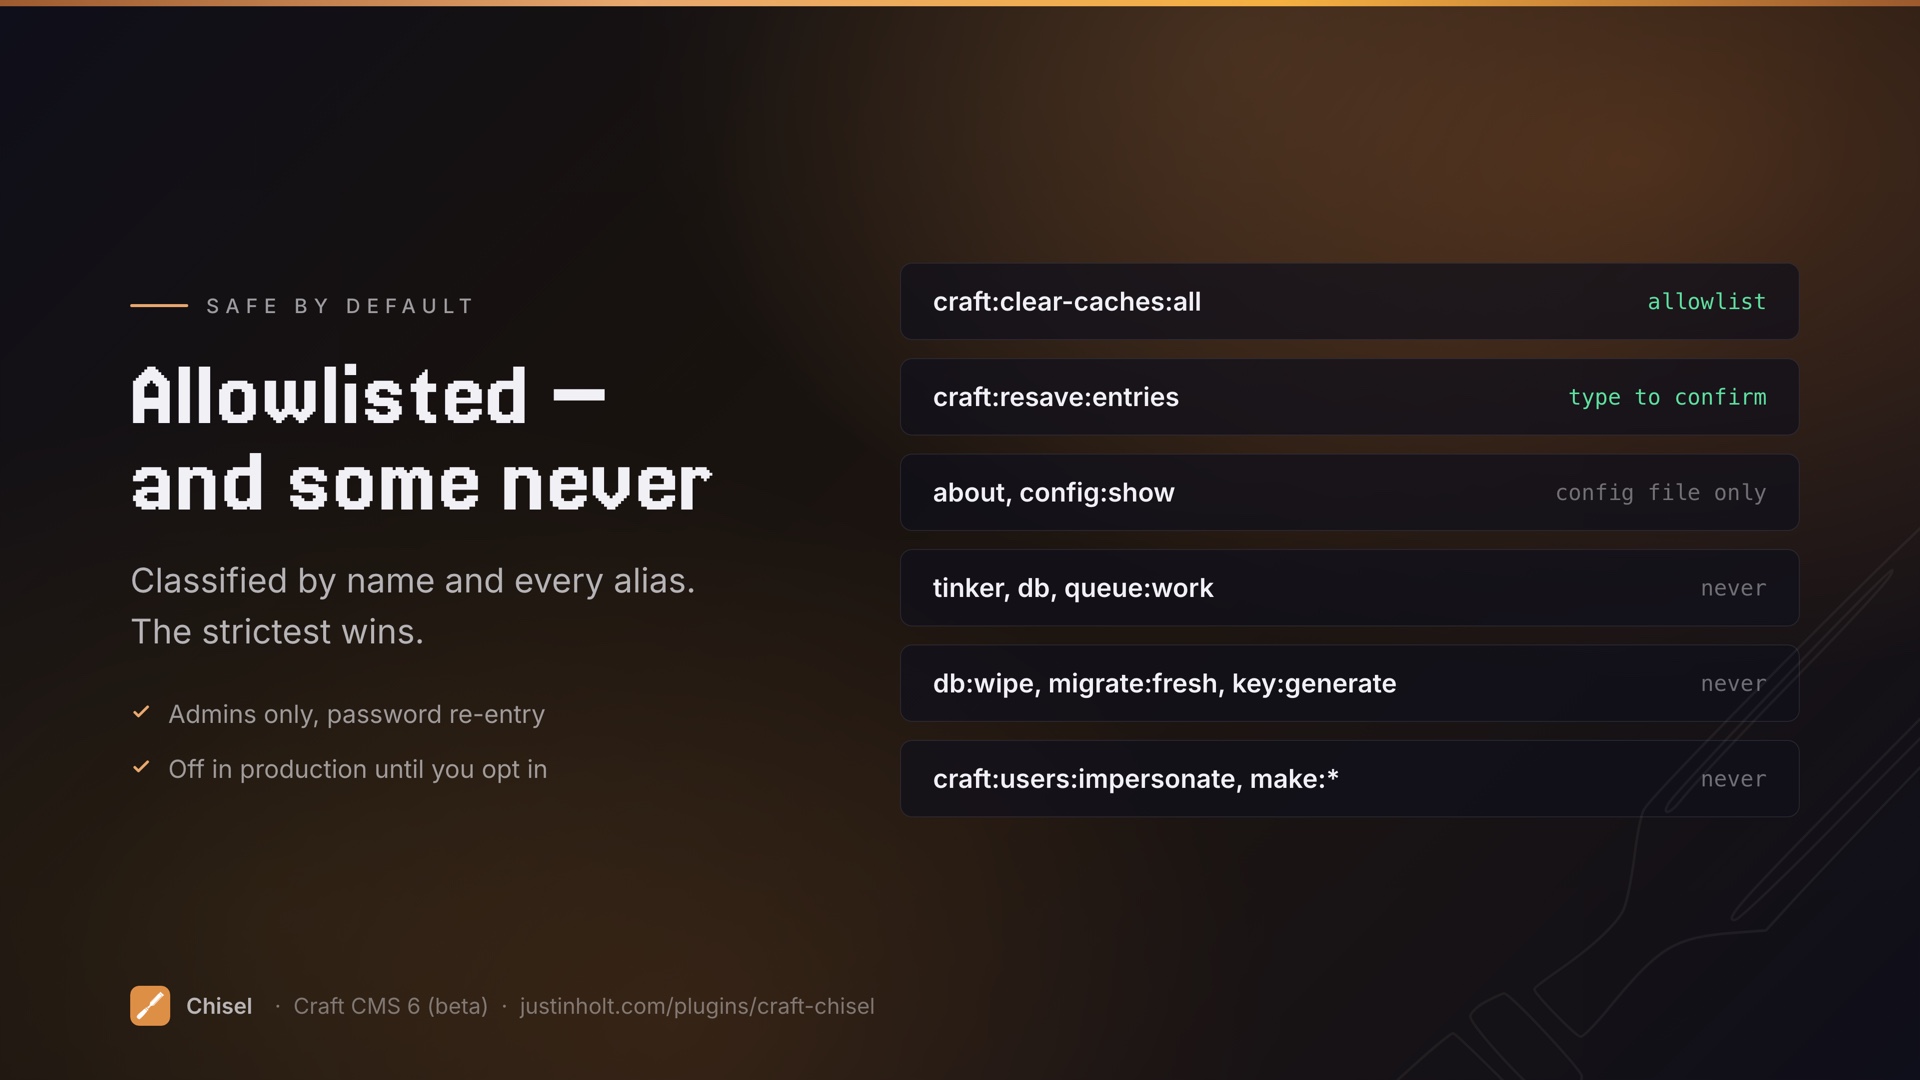 SAFE BY DEFAULT
Allowlisted —
and some never
Classified by name and every alias.
The strictest wins.
Admins only, password re-entry
Off in production until you opt in
craft:clear-caches:all allowlist
craft:resave:entries type to confirm
about, config:show config file only
tinker, db, queue:work never
db:wipe, migrate:fresh, key:generate never
craft:users:impersonate, make:* never
Chisel · Craft CMS 6 (beta) · justinholt.com/plugins/craft-chisel